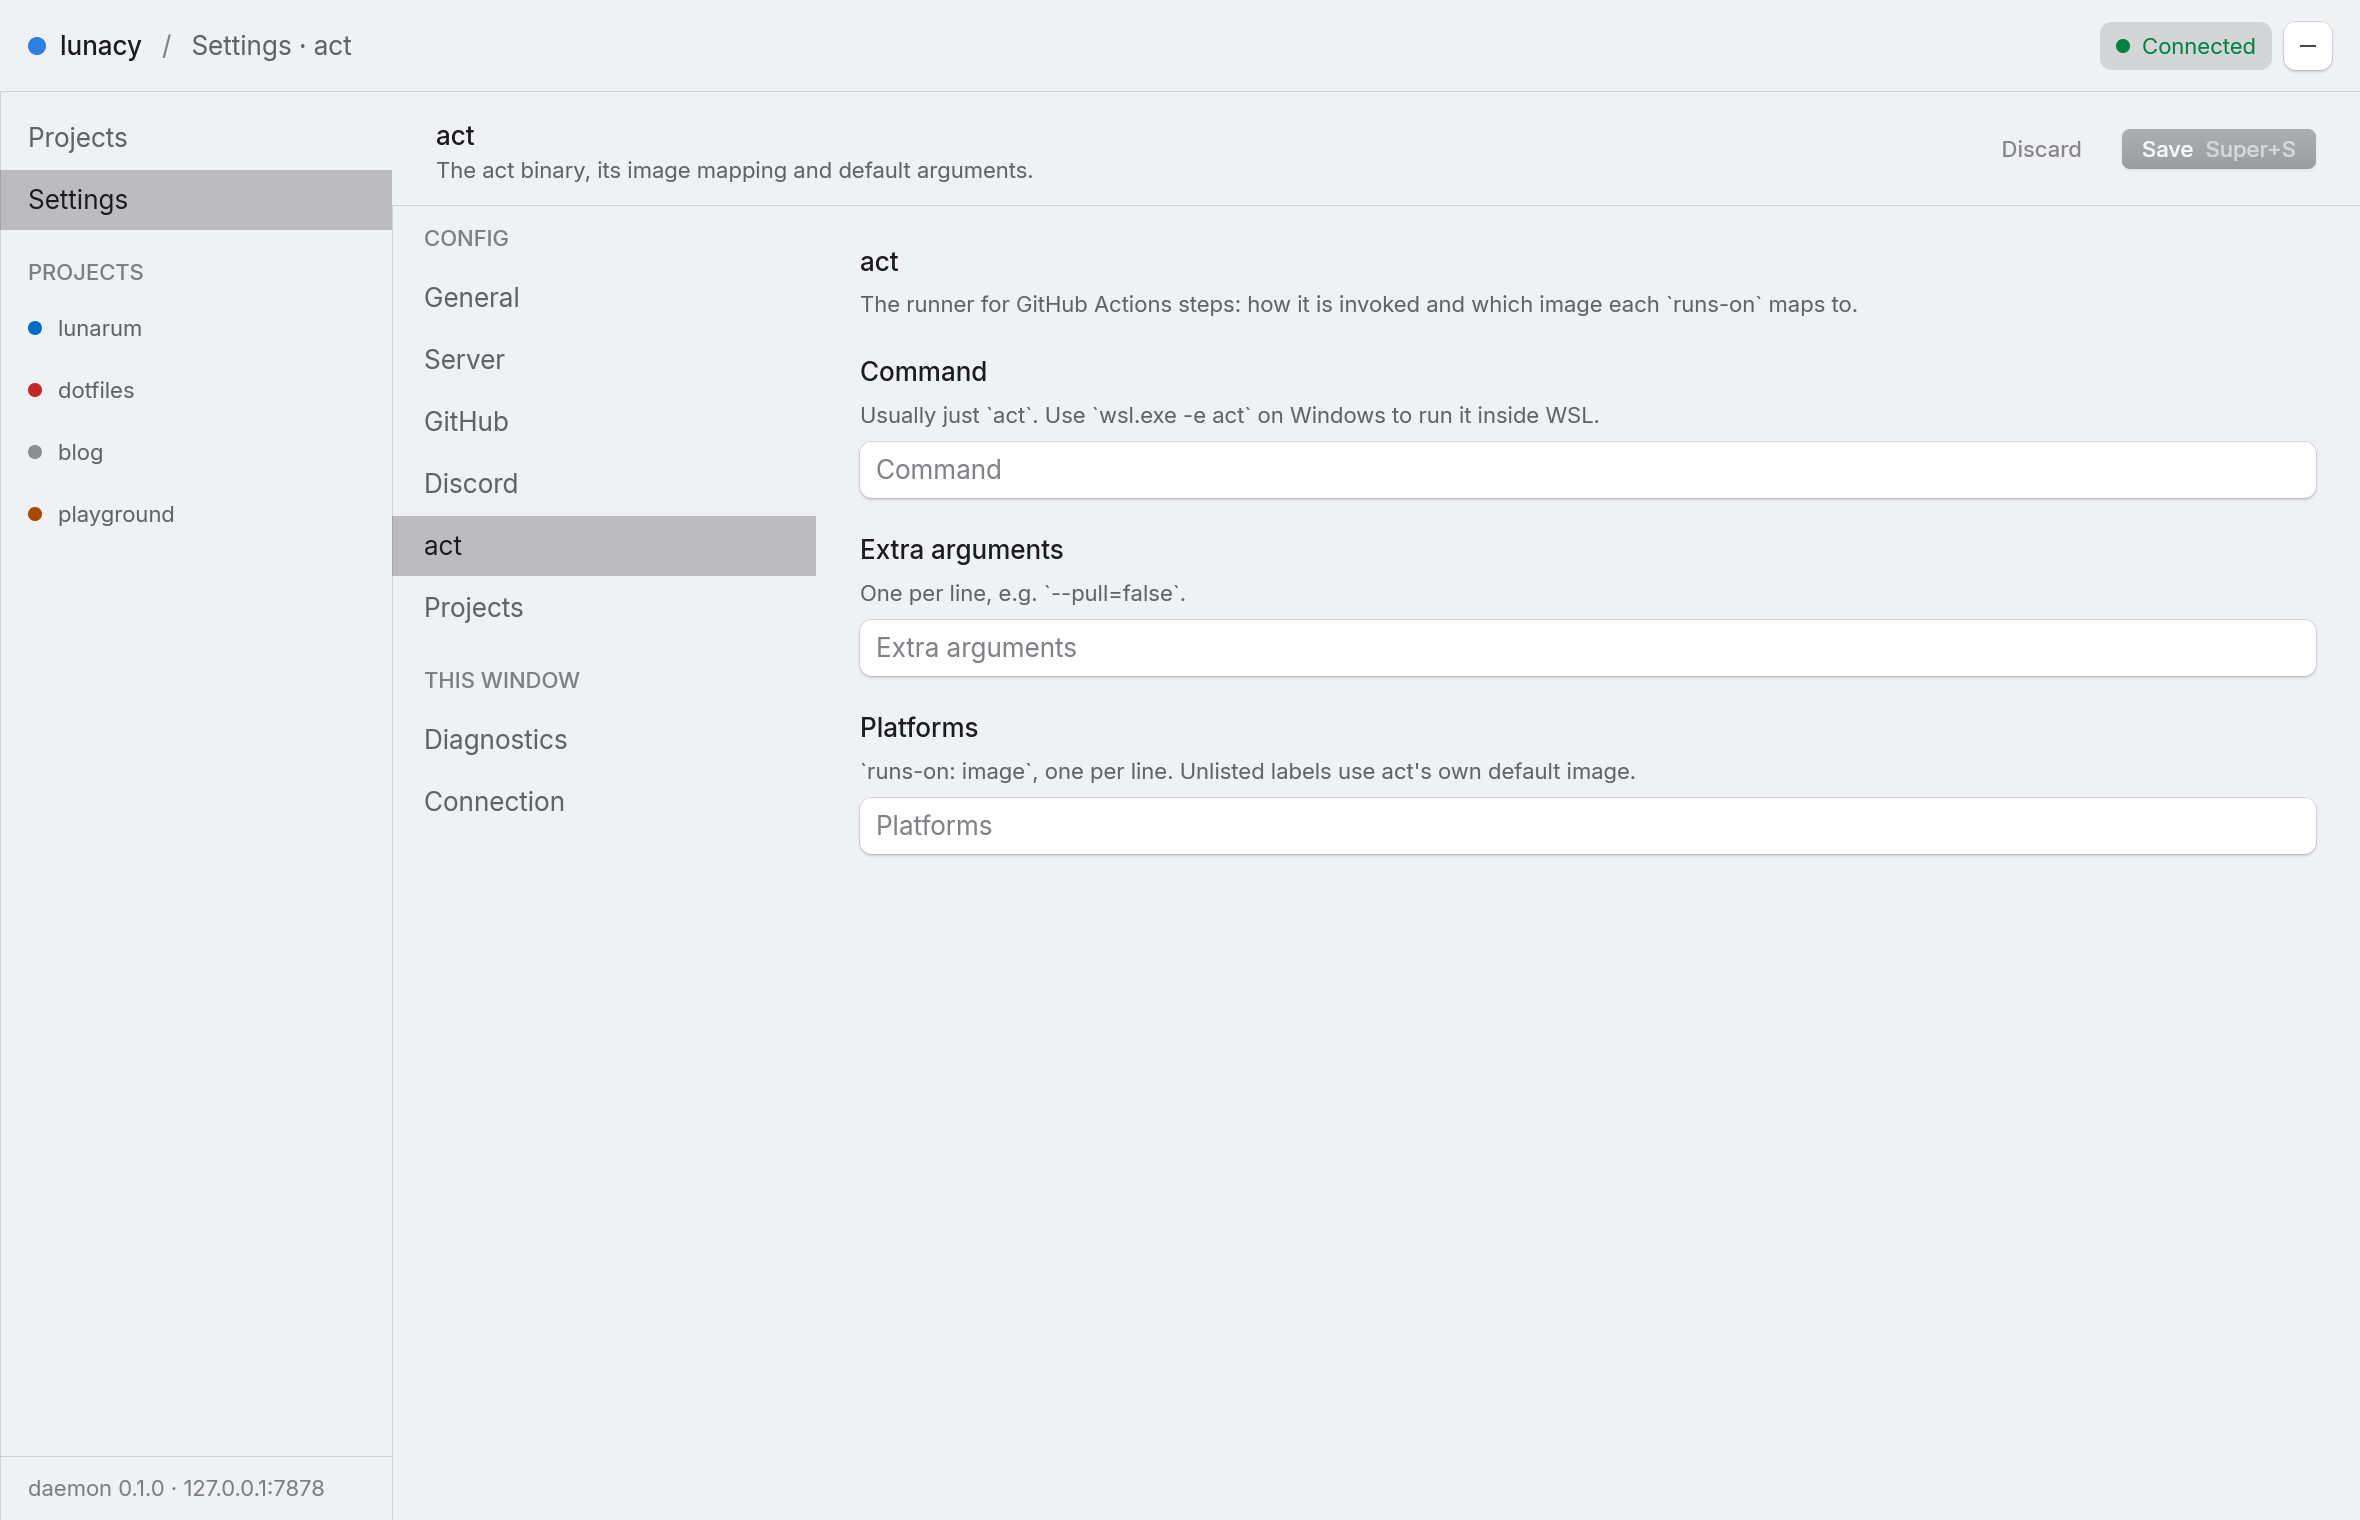 lunacy / Settings · act
Connected
Projects
Settings
PROJECTS
lunarum
dotfiles
blog
playground
daemon 0.1.0 · 127.0.0.1:7878
act
The act binary, its image mapping and default arguments.
Discard
Save Super+S
CONFIG
General
Server
GitHub
Discord
act
Projects
THIS WINDOW
Diagnostics
Connection
act
The runner for GitHub Actions steps: how it is invoked and which image each `runs-on` maps to.
Command
Usually just `act`. Use `wsl.exe -e act` on Windows to run it inside WSL.
Command
Extra arguments
One per line, e.g. `--pull=false`.
Extra arguments
Platforms
`runs-on: image`, one per line. Unlisted labels use act's own default image.
Platforms